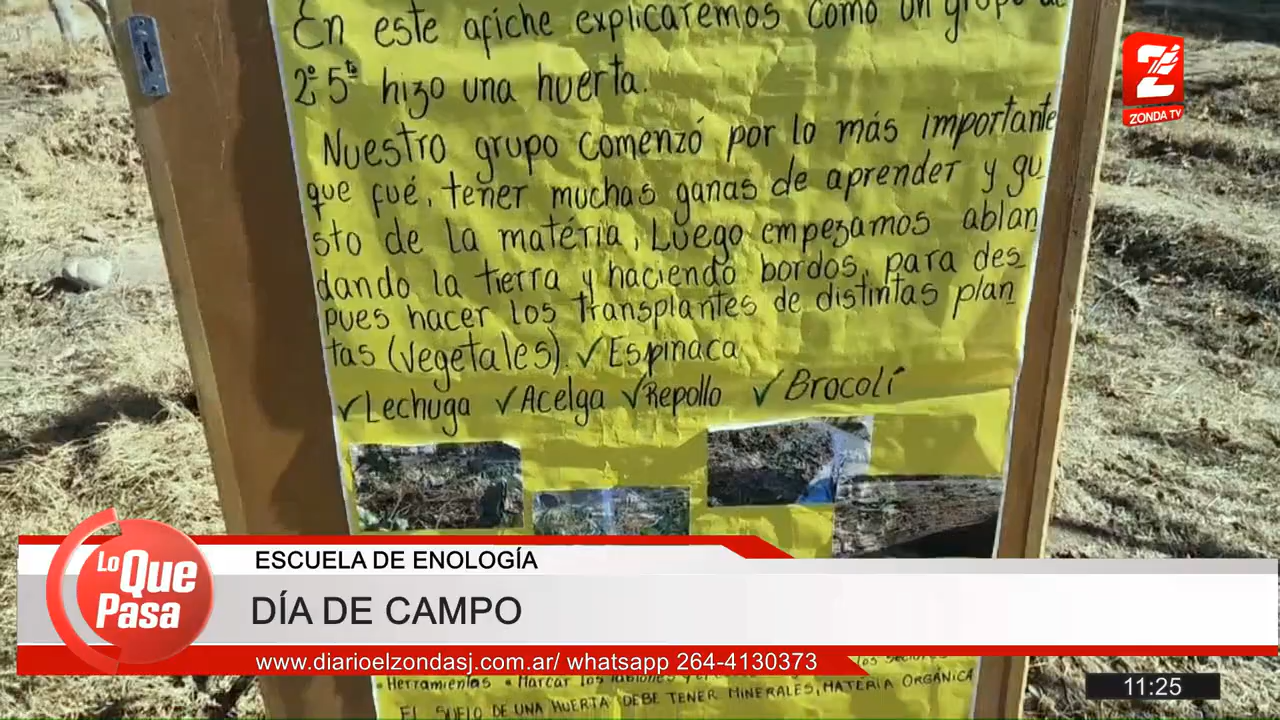 En este afiche explicaremos como un grupo de
2º 5to hizo una huerta.
Nuestro grupo comenzó por lo más importante
que fué, tener muchas ganas de aprender y gu
sto de la matéria, Luego empezamos ablan
dando la tierra y haciendo bordos, para des
pues hacer los transplantes de distintas plan
tas (vegetales). ✓Espinaca
✓Lechuga ✓Acelga ✓Repollo ✓Brocolí
Z
ZONDA TV
ESCUELA DE ENOLOGÍA
Lo Que Pasa
DÍA DE CAMPO
www.diarioelzondasj.com.ar/ whatsapp 264-4130373
• Herramientas • Marcar los tablones y
EL SUELO DE UNA HUERTA DEBE TENER MINERALES, MATERIA ORGÁNICA
11:25